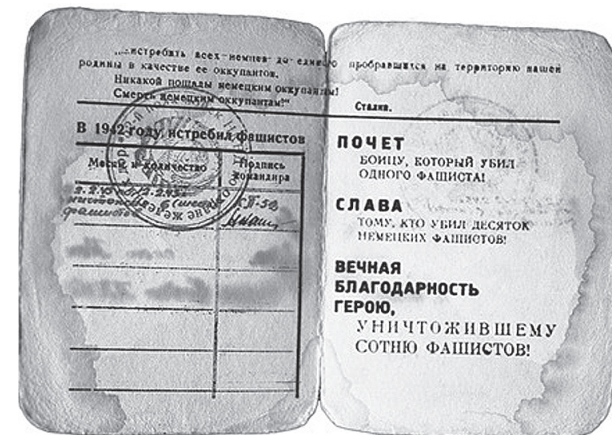 „...истребить всех немцев до единого пробравшихся на территорию нашей
родины в качестве ее оккупантов.
Никакой пощады немецким оккупантам!
Смерть немецким оккупантам!"
Сталин.
В 1942 году, истребил фашистов
Месяц и количество
Подпись
командира
фашистов
ПОЧЕТ
БОЙЦУ, КОТОРЫЙ УБИЛ
ОДНОГО ФАШИСТА!
СЛАВА
ТОМУ, КТО УБИЛ ДЕСЯТОК
НЕМЕЦКИХ ФАШИСТОВ!
ВЕЧНАЯ
БЛАГОДАРНОСТЬ
ГЕРОЮ,
УНИЧТОЖИВШЕМУ
СОТНЮ ФАШИСТОВ!